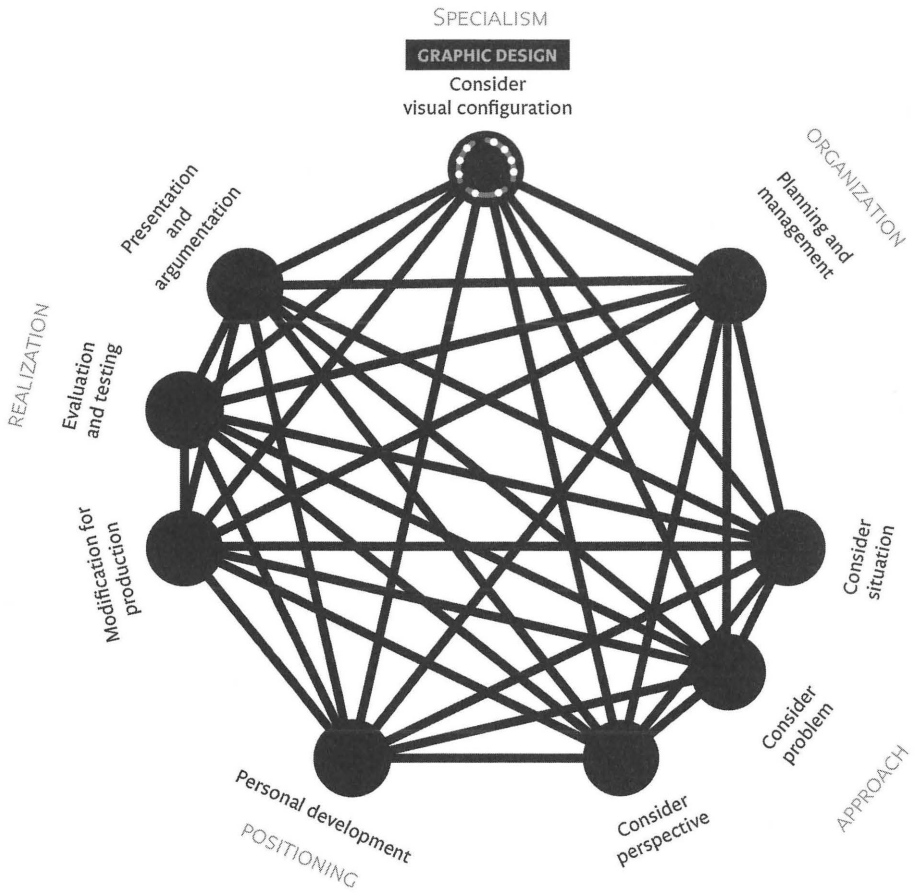 SPECIALISM
GRAPHIC DESIGN
Consider
visual configuration
ORGANIZATION
Planning and
management
Consider
situation
Consider
problem
APPROACH
Consider
perspective
Personal development
POSITIONING
Modification for
production
Evaluation
and testing
REALIZATION
Presentation
and
argumentation